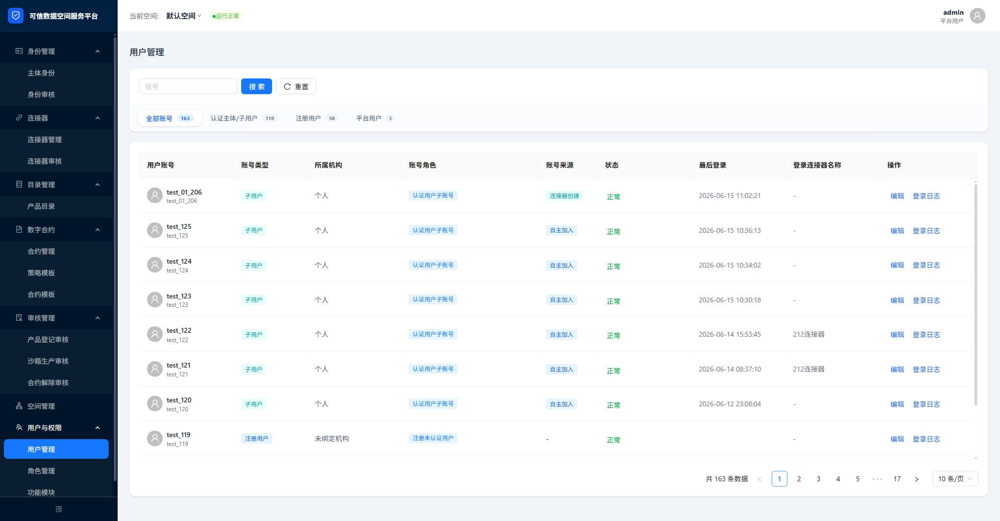 可信数据空间服务平台
当前空间: 默认空间 运行正常
admin
平台用户
身份管理
主体身份
身份审核
连接器
连接器管理
连接器审核
目录管理
产品目录
数字合约
合约管理
策略模板
合约模板
审核管理
产品登记审核
沙箱生产审核
合约解除审核
空间管理
用户与权限
用户管理
角色管理
功能模块
用户管理
账号 搜 索 重置
全部账号 163 认证主体/子用户 110 注册用户 50 平台用户 3
用户账号 账号类型 所属机构 账号角色 账号来源 状态 最后登录 登录连接器名称 操作
test_01_206
test_01_206
子用户 个人 认证用户子账号 连接器创建 正常 2026-06-15 11:02:21 - 编辑 登录日志
test_125
test_125
子用户 个人 认证用户子账号 自主加入 正常 2026-06-15 10:36:13 - 编辑 登录日志
test_124
test_124
子用户 个人 认证用户子账号 自主加入 正常 2026-06-15 10:34:02 - 编辑 登录日志
test_123
test_123
子用户 个人 认证用户子账号 自主加入 正常 2026-06-15 10:30:18 - 编辑 登录日志
test_122
test_122
子用户 个人 认证用户子账号 自主加入 正常 2026-06-14 15:53:45 212连接器 编辑 登录日志
test_121
test_121
子用户 个人 认证用户子账号 自主加入 正常 2026-06-14 08:37:10 212连接器 编辑 登录日志
test_120
test_120
子用户 个人 认证用户子账号 自主加入 正常 2026-06-12 23:08:04 - 编辑 登录日志
test_119
test_119
注册用户 未绑定机构 注册未认证用户 - 正常 - 编辑 登录日志
共 163 条数据 < 1 2 3 4 5 ••• 17 > 10 条/页